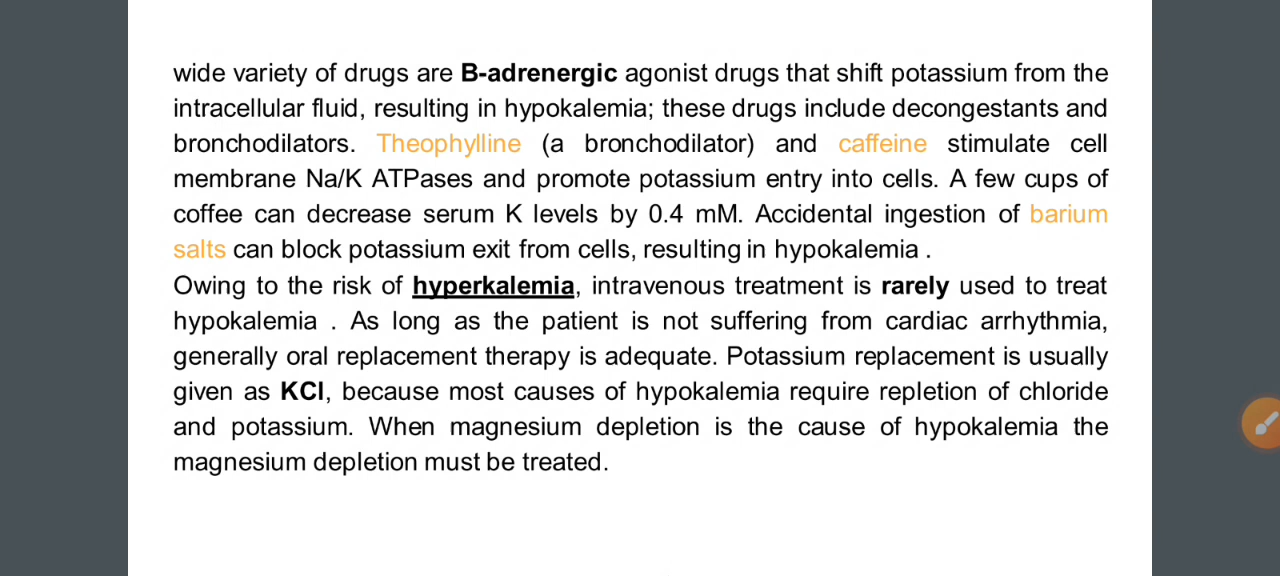 wide variety of drugs are B-adrenergic agonist drugs that shift potassium from the
intracellular fluid, resulting in hypokalemia; these drugs include decongestants and
bronchodilators. Theophylline (a bronchodilator) and caffeine stimulate cell
membrane Na/K ATPases and promote potassium entry into cells. A few cups of
coffee can decrease serum K levels by 0.4 mM. Accidental ingestion of barium
salts can block potassium exit from cells, resulting in hypokalemia .
Owing to the risk of hyperkalemia, intravenous treatment is rarely used to treat
hypokalemia . As long as the patient is not suffering from cardiac arrhythmia,
generally oral replacement therapy is adequate. Potassium replacement is usually
given as KCl, because most causes of hypokalemia require repletion of chloride
and potassium. When magnesium depletion is the cause of hypokalemia the
magnesium depletion must be treated.